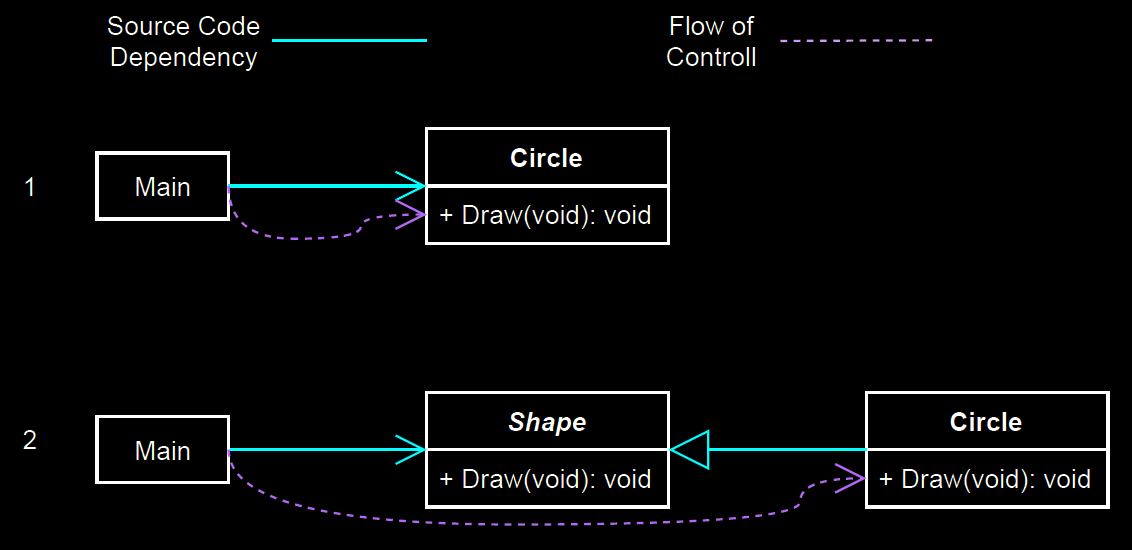 Source Code
Dependency
Flow of
Controll
1
Main
Circle
+ Draw(void): void
2
Main
Shape
+ Draw(void): void
Circle
+ Draw(void): void